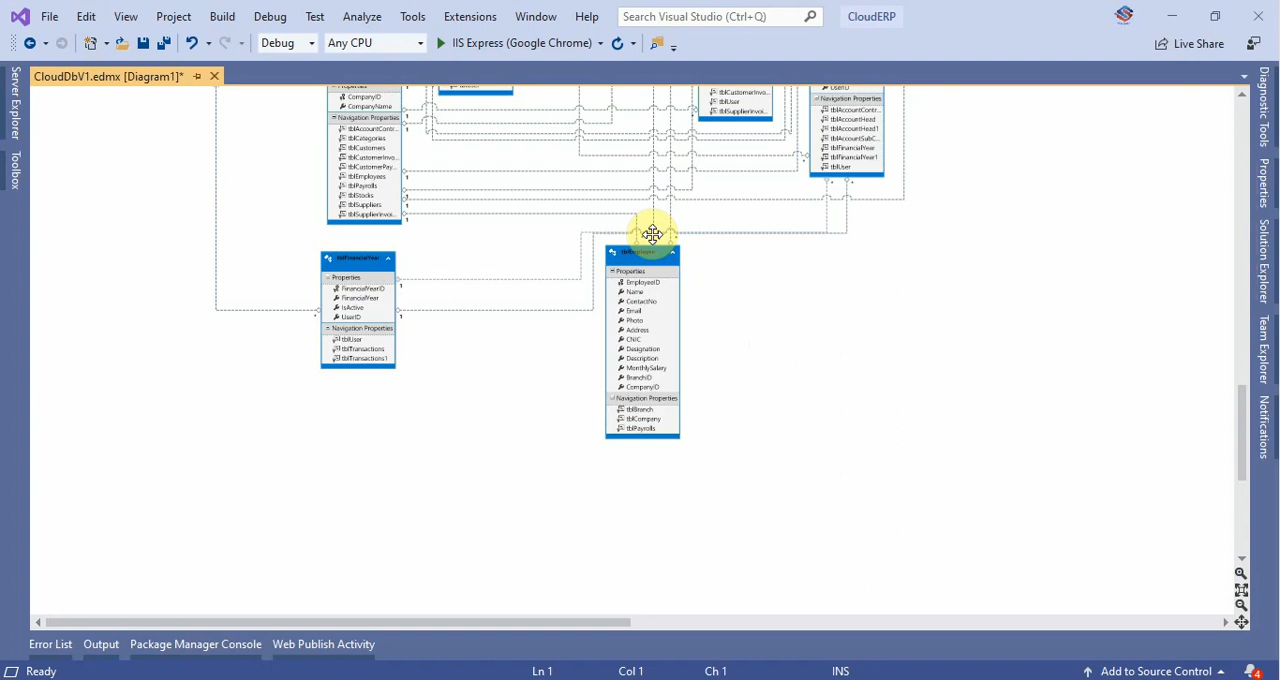 File Edit View Project Build Debug Test Analyze Tools Extensions Window Help Search Visual Studio (Ctrl+Q) CloudERP
Debug Any CPU IIS Express (Google Chrome) Live Share
CloudDbV1.edmx [Diagram1]*
Server Explorer
Toolbox
Properties
CompanyID
CompanyName
Navigation Properties
tblAccountContr...
tblCategories
tblCustomers
tblCustomerInvo...
tblCustomerPay...
tblEmployees
tblPayrolls
tblStocks
tblSuppliers
tblSupplierInvoi...
tblCustomerInvo...
tblUser
tblSupplierInvoi...
UserID
Navigation Properties
tblAccountContr...
tblAccountHead
tblAccountHead1
tblAccountSubC...
tblFinancialYear
tblFinancialYear1
tblUser
tblFinancialYear
Properties
FinancialYearID
FinancialYear
IsActive
UserID
Navigation Properties
tblUser
tblTransactions
tblTransactions1
Properties
EmployeeID
Name
ContactNo
Email
Photo
Address
CNIC
Designation
Description
MonthlySalary
BranchID
CompanyID
Navigation Properties
tblBranch
tblCompany
tblPayrolls
Diagnostic Tools
Properties
Team Explorer
Notifications
Error List Output Package Manager Console Web Publish Activity
Ready Ln 1 Col 1 Ch 1 INS Add to Source Control 4